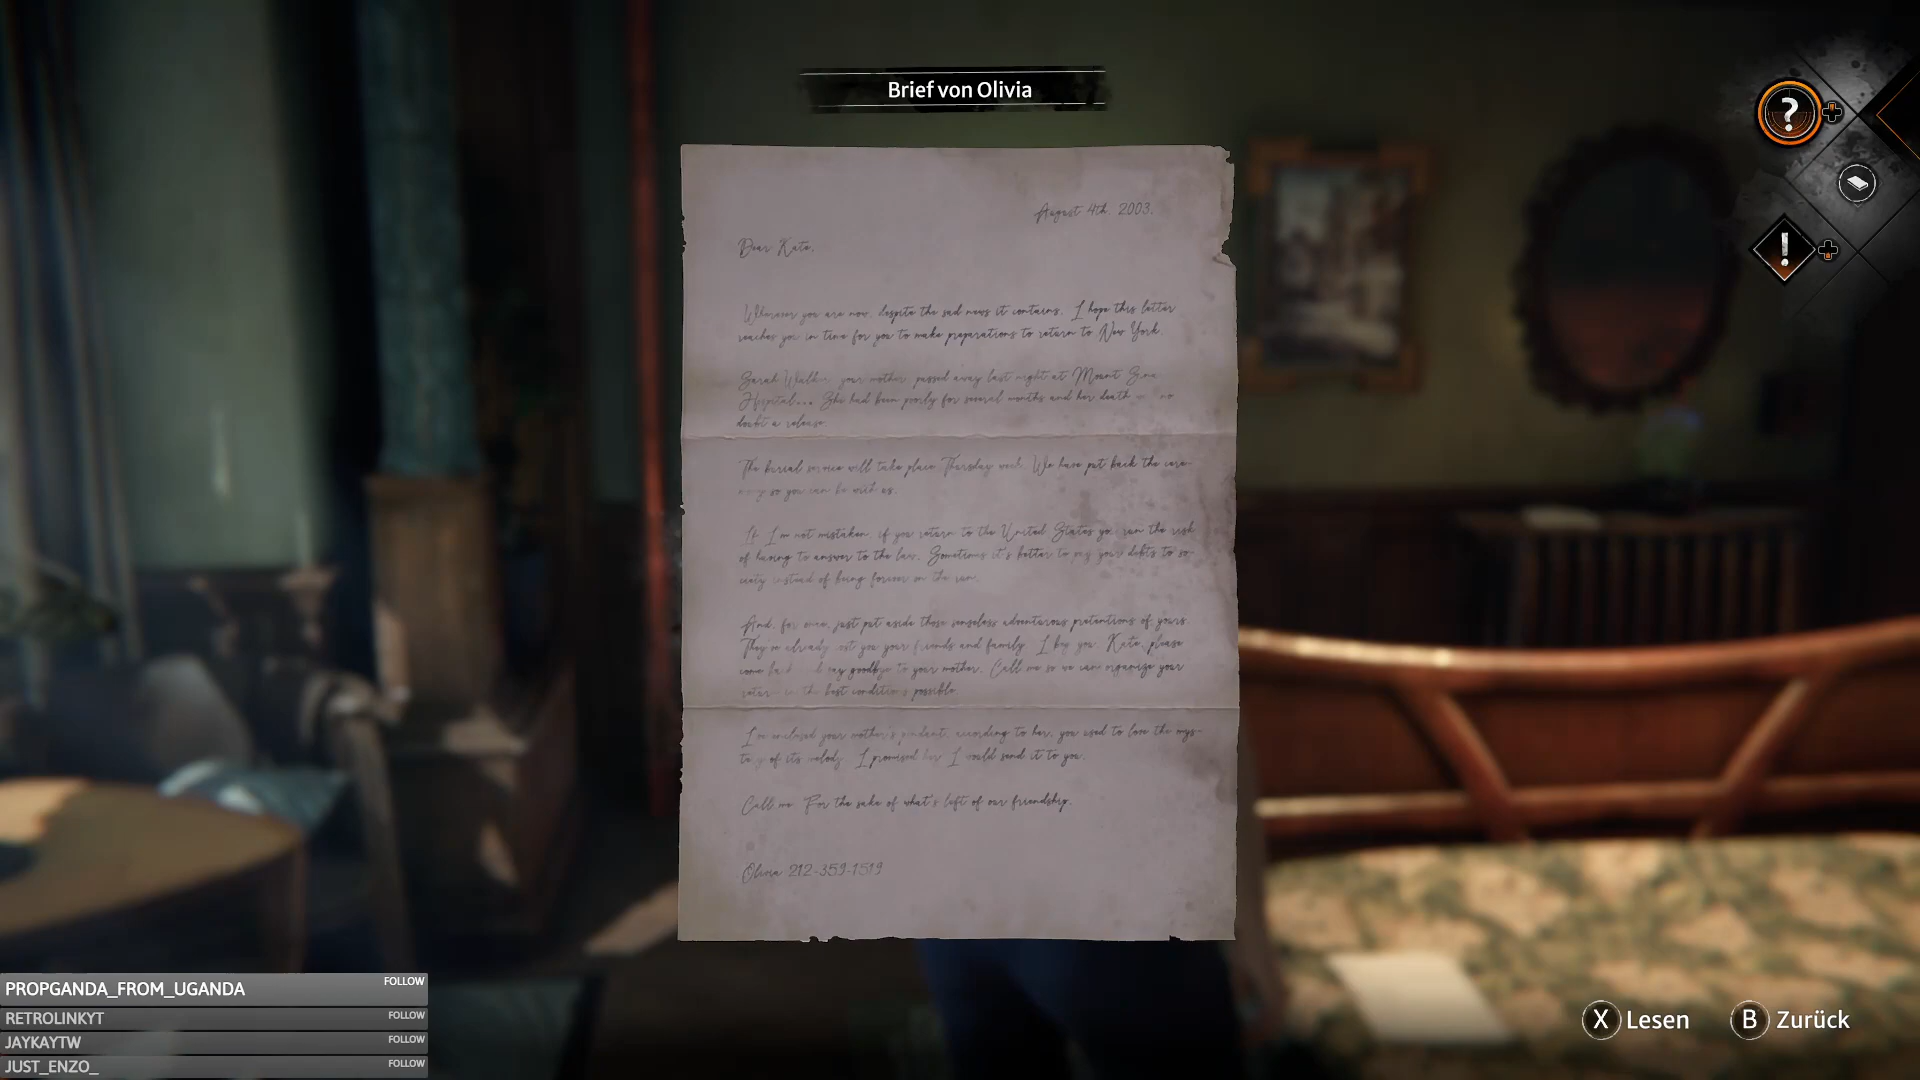 Brief von Olivia
August 4th, 2003.
Dear Kate,
Wherever you are now, despite the sad news it contains, I hope this letter
reaches you in time for you to make preparations to return to New York.
Sarah Walker, your mother, passed away last night at Mount
Hospital... She had been poorly for several months and her death no
doubt a release.
The burial service will take place Thursday week. We have put back the cere-
so you can be with us.
If I'm not mistaken, if you return to the United States you run the risk
of having to answer to the law. Sometimes it's better to pay your debts to so-
ciety instead of being forever on the run.
And, for once, just put aside those senseless adventurous pretentions of yours.
They've already cost you your friends and family. I beg you, Kate, please
come back say goodbye to your mother. Call me so we can organize your
return in the best conditions possible.
I've enclosed your mother's pendant, according to her, you used to love the mys-
tery of its melody. I promised her I would send it to you.
Call me. For the sake of what's left of our friendship.
Olivia 212-359-1519
PROPGANDA_FROM_UGANDA FOLLOW
RETROLINKYT FOLLOW
JAYKAYTW FOLLOW
JUST_ENZO_ FOLLOW
X Lesen B Zurück